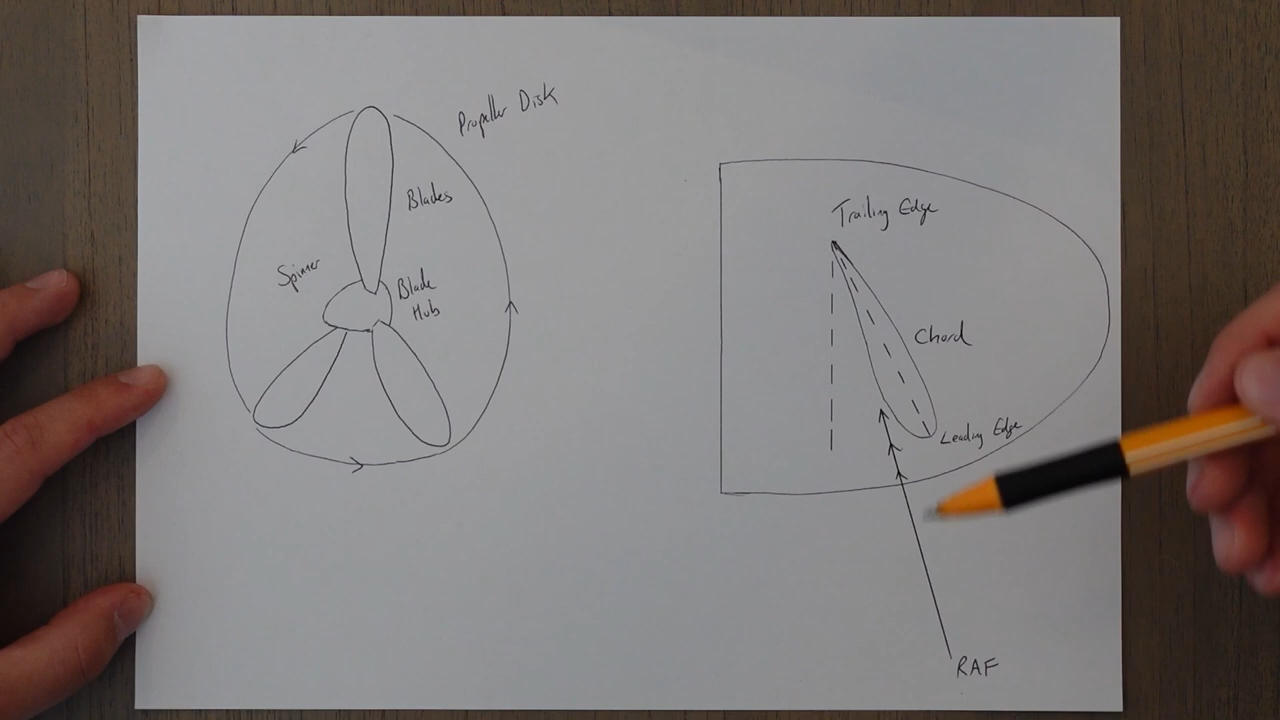 Propeller Disk
Blades
Spinner
Blade
Hub
Trailing Edge
Chord
Leading Edge
RAF